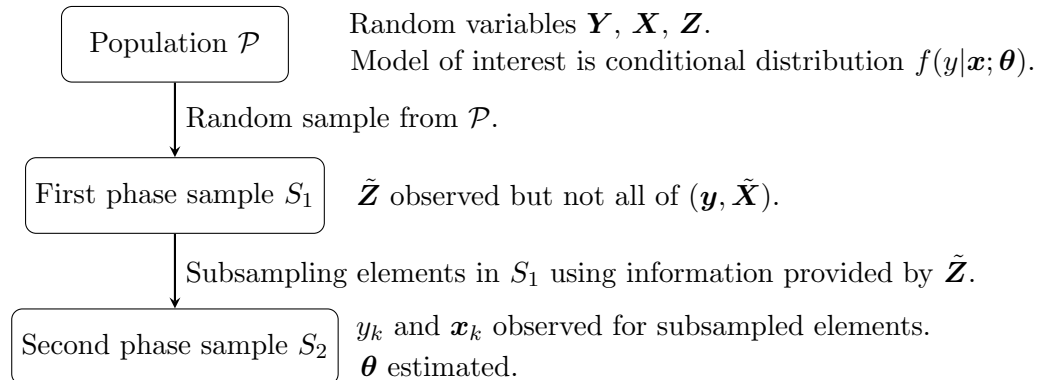 Population 𝒫
Random variables Y, X, Z.
Model of interest is conditional distribution f(y|x; θ).
Random sample from 𝒫.
First phase sample S₁
Z̃ observed but not all of (y, X̃).
Subsampling elements in S₁ using information provided by Z̃.
Second phase sample S₂
yₖ and xₖ observed for subsampled elements.
θ estimated.